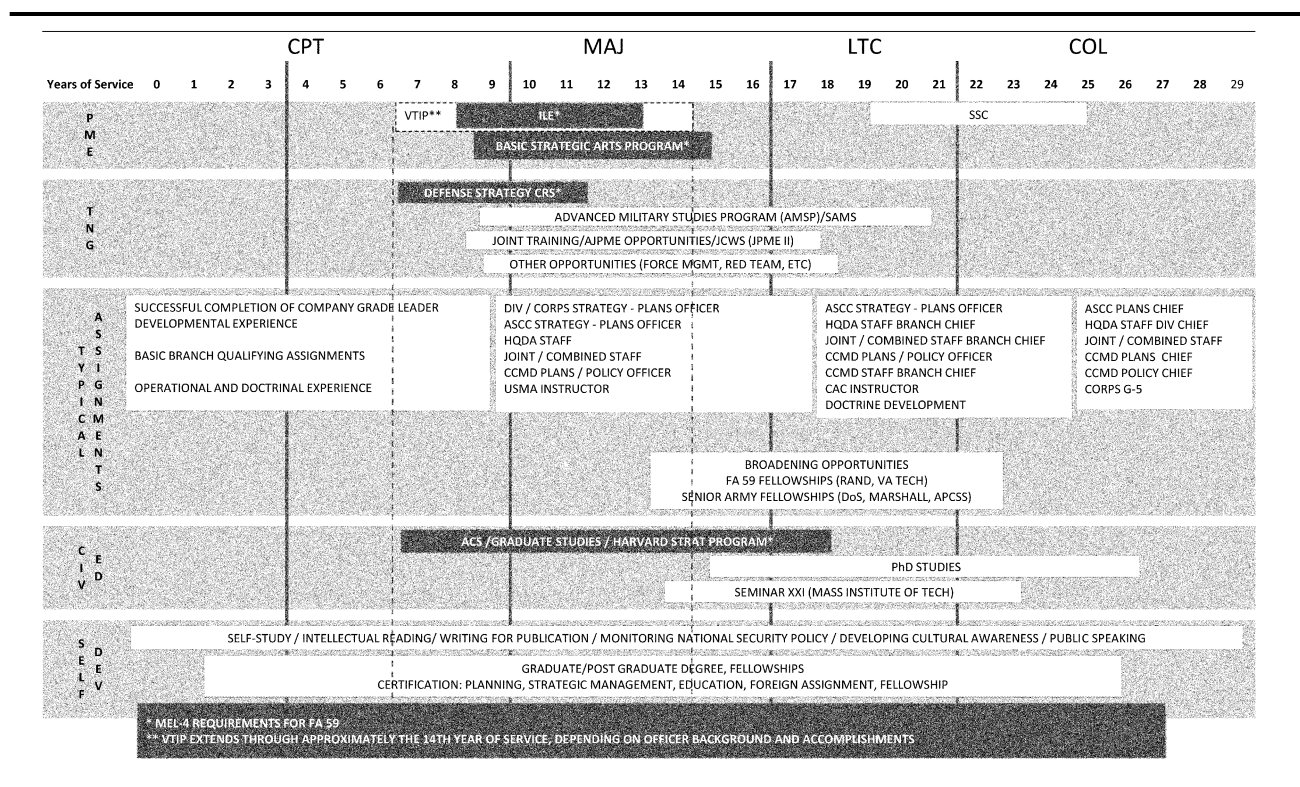 CPT MAJ LTC COL
Years of Service 0 1 2 3 4 5 6 7 8 9 10 11 12 13 14 15 16 17 18 19 20 21 22 23 24 25 26 27 28 29
PME
VTIP** ILE* SSC
BASIC STRATEGIC ARTS PROGRAM*
TNG
DEFENSE STRATEGY CRS*
ADVANCED MILITARY STUDIES PROGRAM (AMSP)/SAMS
JOINT TRAINING/AJPME OPPORTUNITIES/JCWS (JPME II)
OTHER OPPORTUNITIES (FORCE MGMT, RED TEAM, ETC)
TYPICAL ASSIGNMENTS
SUCCESSFUL COMPLETION OF COMPANY GRADE LEADER
DEVELOPMENTAL EXPERIENCE
BASIC BRANCH QUALIFYING ASSIGNMENTS
OPERATIONAL AND DOCTRINAL EXPERIENCE
DIV / CORPS STRATEGY - PLANS OFFICER
ASCC STRATEGY - PLANS OFFICER
HQDA STAFF
JOINT / COMBINED STAFF
CCMD PLANS / POLICY OFFICER
USMA INSTRUCTOR
ASCC STRATEGY - PLANS OFFICER
HQDA STAFF BRANCH CHIEF
JOINT / COMBINED STAFF BRANCH CHIEF
CCMD PLANS / POLICY OFFICER
CCMD STAFF BRANCH CHIEF
CAC INSTRUCTOR
DOCTRINE DEVELOPMENT
ASCC PLANS CHIEF
HQDA STAFF DIV CHIEF
JOINT / COMBINED STAFF
CCMD PLANS CHIEF
CCMD POLICY CHIEF
CORPS G-5
BROADENING OPPORTUNITIES
FA 59 FELLOWSHIPS (RAND, VA TECH)
SENIOR ARMY FELLOWSHIPS (DoS, MARSHALL, APCSS)
CIV ED
ACS /GRADUATE STUDIES / HARVARD STRAT PROGRAM*
PhD STUDIES
SEMINAR XXI (MASS INSTITUTE OF TECH)
SELF DEV
SELF-STUDY / INTELLECTUAL READING/ WRITING FOR PUBLICATION / MONITORING NATIONAL SECURITY POLICY / DEVELOPING CULTURAL AWARENESS / PUBLIC SPEAKING
GRADUATE/POST GRADUATE DEGREE, FELLOWSHIPS
CERTIFICATION: PLANNING, STRATEGIC MANAGEMENT, EDUCATION, FOREIGN ASSIGNMENT, FELLOWSHIP
* MEL-4 REQUIREMENTS FOR FA 59
** VTIP EXTENDS THROUGH APPROXIMATELY THE 14TH YEAR OF SERVICE, DEPENDING ON OFFICER BACKGROUND AND ACCOMPLISHMENTS